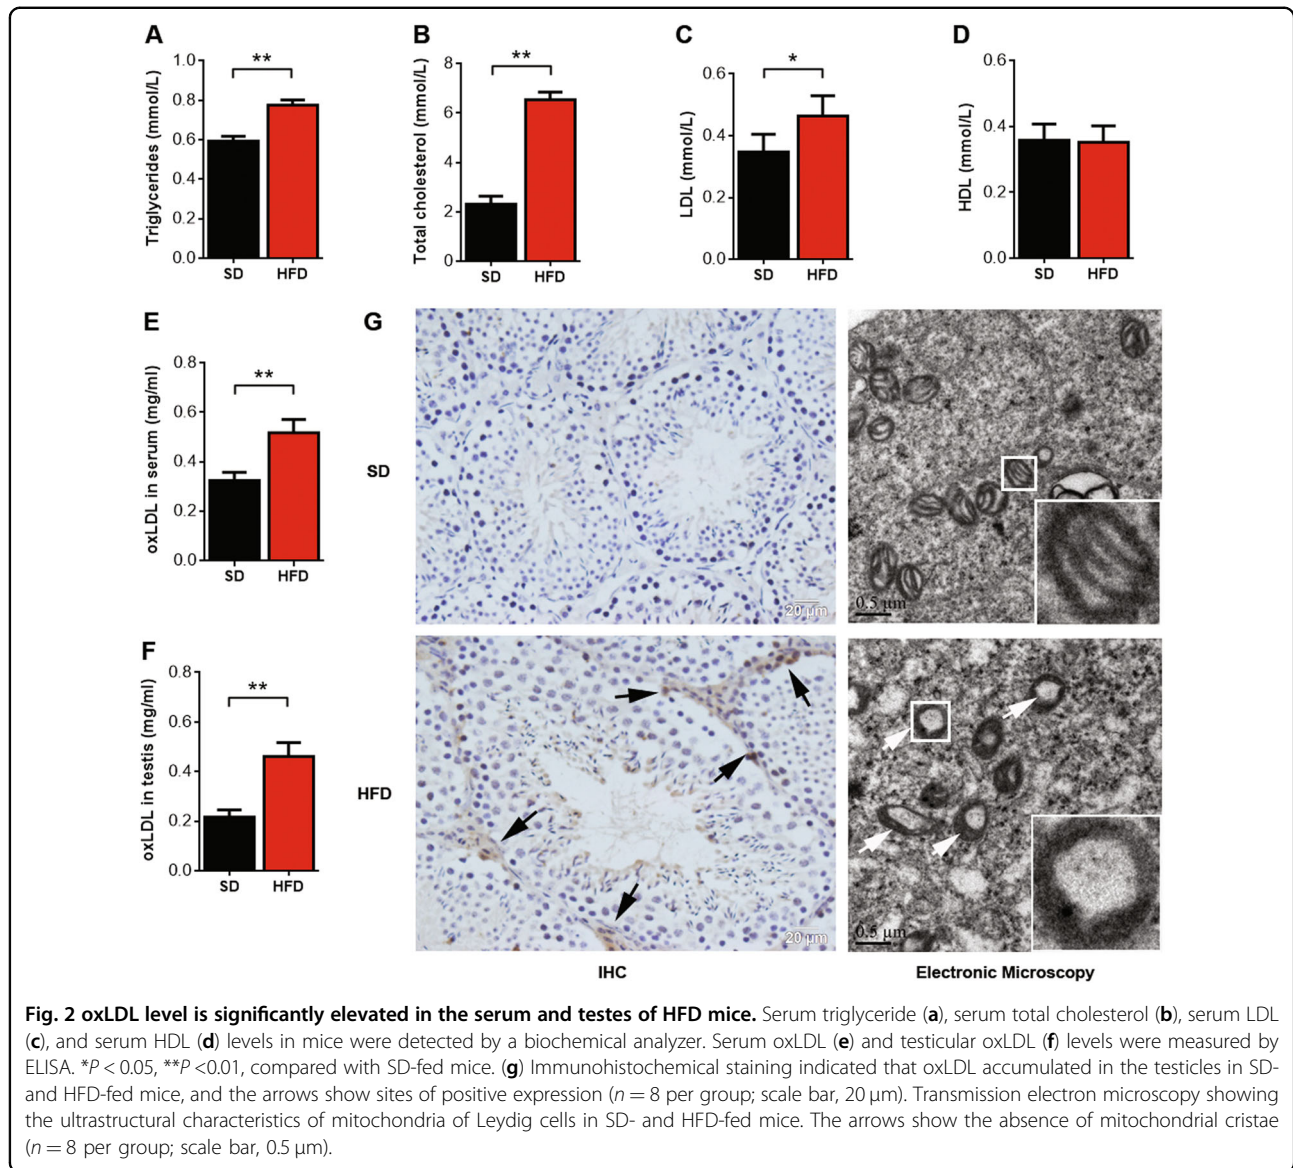 A
Triglycerides (mmol/L)
1.0
0.8
0.6
0.4
0.2
0.0
**
SD
HFD
B
Total cholesterol (mmol/L)
8
6
4
2
0
**
SD
HFD
C
LDL (mmol/L)
0.6
0.4
0.2
0.0
*
SD
HFD
D
HDL (mmol/L)
0.6
0.4
0.2
0.0
SD
HFD
E
oxLDL in serum (mg/ml)
0.8
0.6
0.4
0.2
0.0
**
SD
HFD
F
oxLDL in testis (mg/ml)
0.8
0.6
0.4
0.2
0.0
**
SD
HFD
G
SD
20 µm
0.5 µm
HFD
20 µm
0.5 µm
IHC
Electronic Microscopy
Fig. 2 oxLDL level is significantly elevated in the serum and testes of HFD mice. Serum triglyceride (a), serum total cholesterol (b), serum LDL
(c), and serum HDL (d) levels in mice were detected by a biochemical analyzer. Serum oxLDL (e) and testicular oxLDL (f) levels were measured by
ELISA. *P < 0.05, **P <0.01, compared with SD-fed mice. (g) Immunohistochemical staining indicated that oxLDL accumulated in the testicles in SD-
and HFD-fed mice, and the arrows show sites of positive expression (n = 8 per group; scale bar, 20 µm). Transmission electron microscopy showing
the ultrastructural characteristics of mitochondria of Leydig cells in SD- and HFD-fed mice. The arrows show the absence of mitochondrial cristae
(n = 8 per group; scale bar, 0.5 µm).